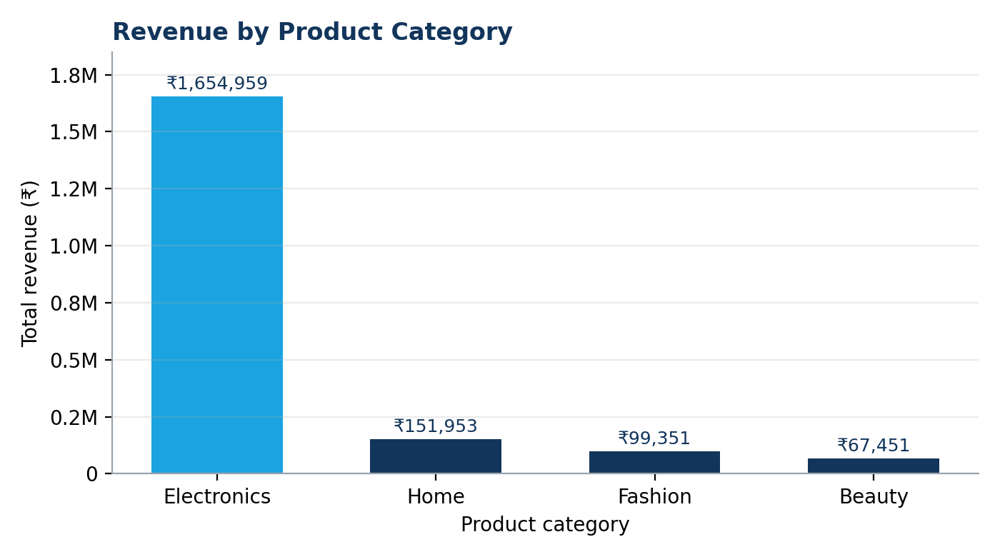 Revenue by Product Category
Total revenue (₹)
1.8M
1.5M
1.2M
1.0M
0.8M
0.5M
0.2M
0
₹1,654,959
₹151,953
₹99,351
₹67,451
Electronics Home Fashion Beauty
Product category